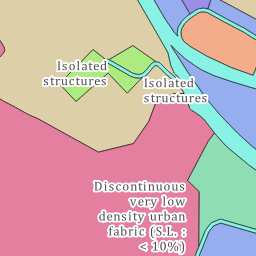 Isolated
structures
Isolated
structures
Discontinuous
very low
density urban
fabric (S.L. :
< 10%)